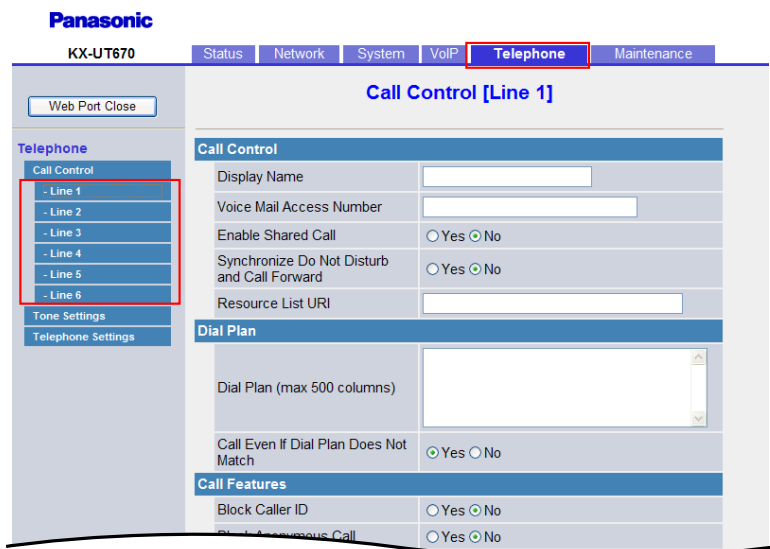 Panasonic
KX-UT670
Status Network System VoIP Telephone Maintenance
Web Port Close
Call Control [Line 1]
Telephone
Call Control
- Line 1
- Line 2
- Line 3
- Line 4
- Line 5
- Line 6
Tone Settings
Telephone Settings
Call Control
Display Name
Voice Mail Access Number
Enable Shared Call Yes No
Synchronize Do Not Disturb
and Call Forward Yes No
Resource List URI
Dial Plan
Dial Plan (max 500 columns)
Call Even If Dial Plan Does Not
Match Yes No
Call Features
Block Caller ID Yes No
Block Anonymous Call Yes No